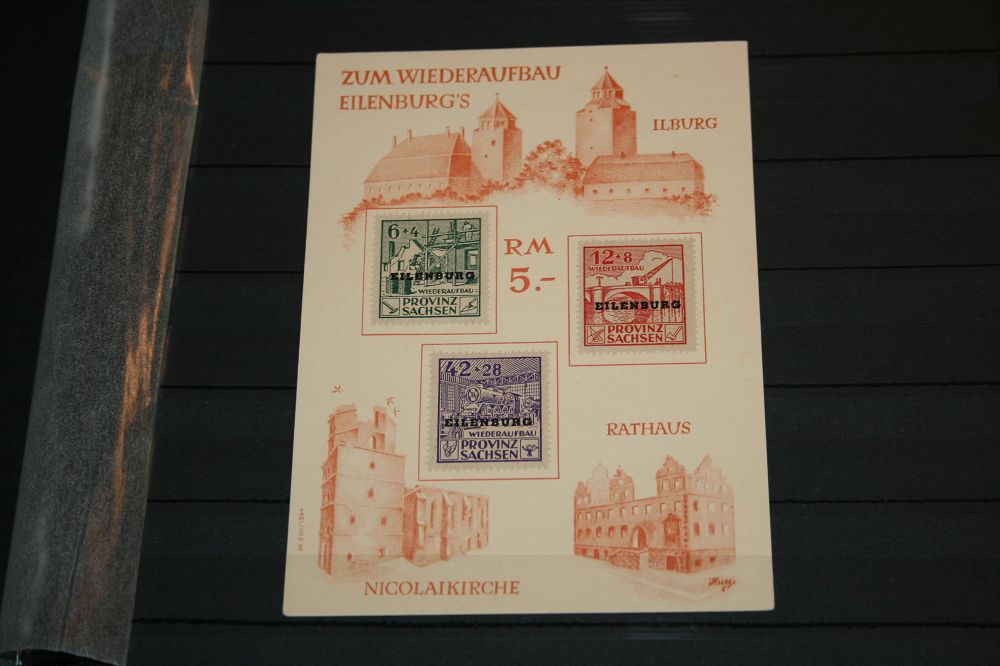 ZUM WIEDERAUFBAU
EILENBURG'S
ILBURG
6+4
EILENBURG
WIEDERAUFBAU
PROVINZ
SACHSEN
RM
5.-
12+8
WIEDERAUFBAU
EILENBURG
PROVINZ
SACHSEN
42+28
EILENBURG
WIEDERAUFBAU
PROVINZ
SACHSEN
RATHAUS
NICOLAIKIRCHE